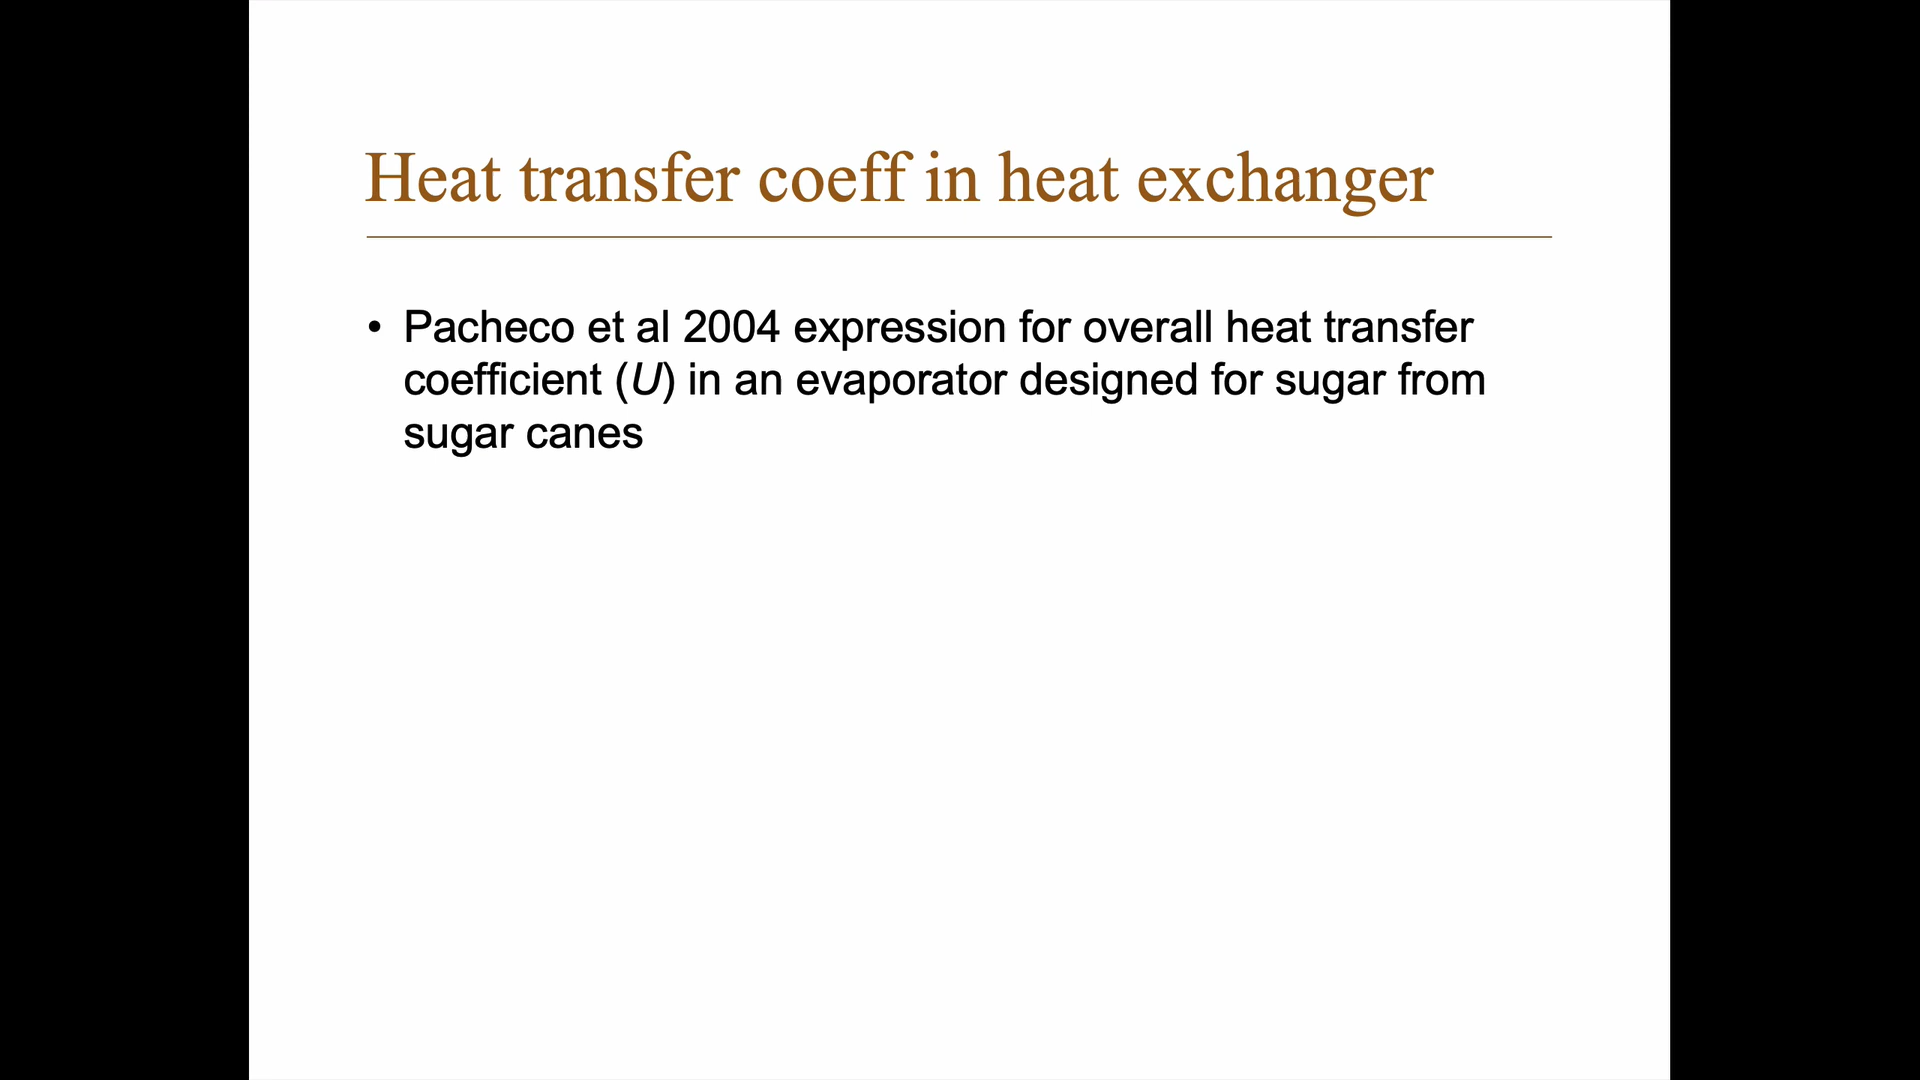 Heat transfer coeff in heat exchanger
• Pacheco et al 2004 expression for overall heat transfer
coefficient (U) in an evaporator designed for sugar from
sugar canes